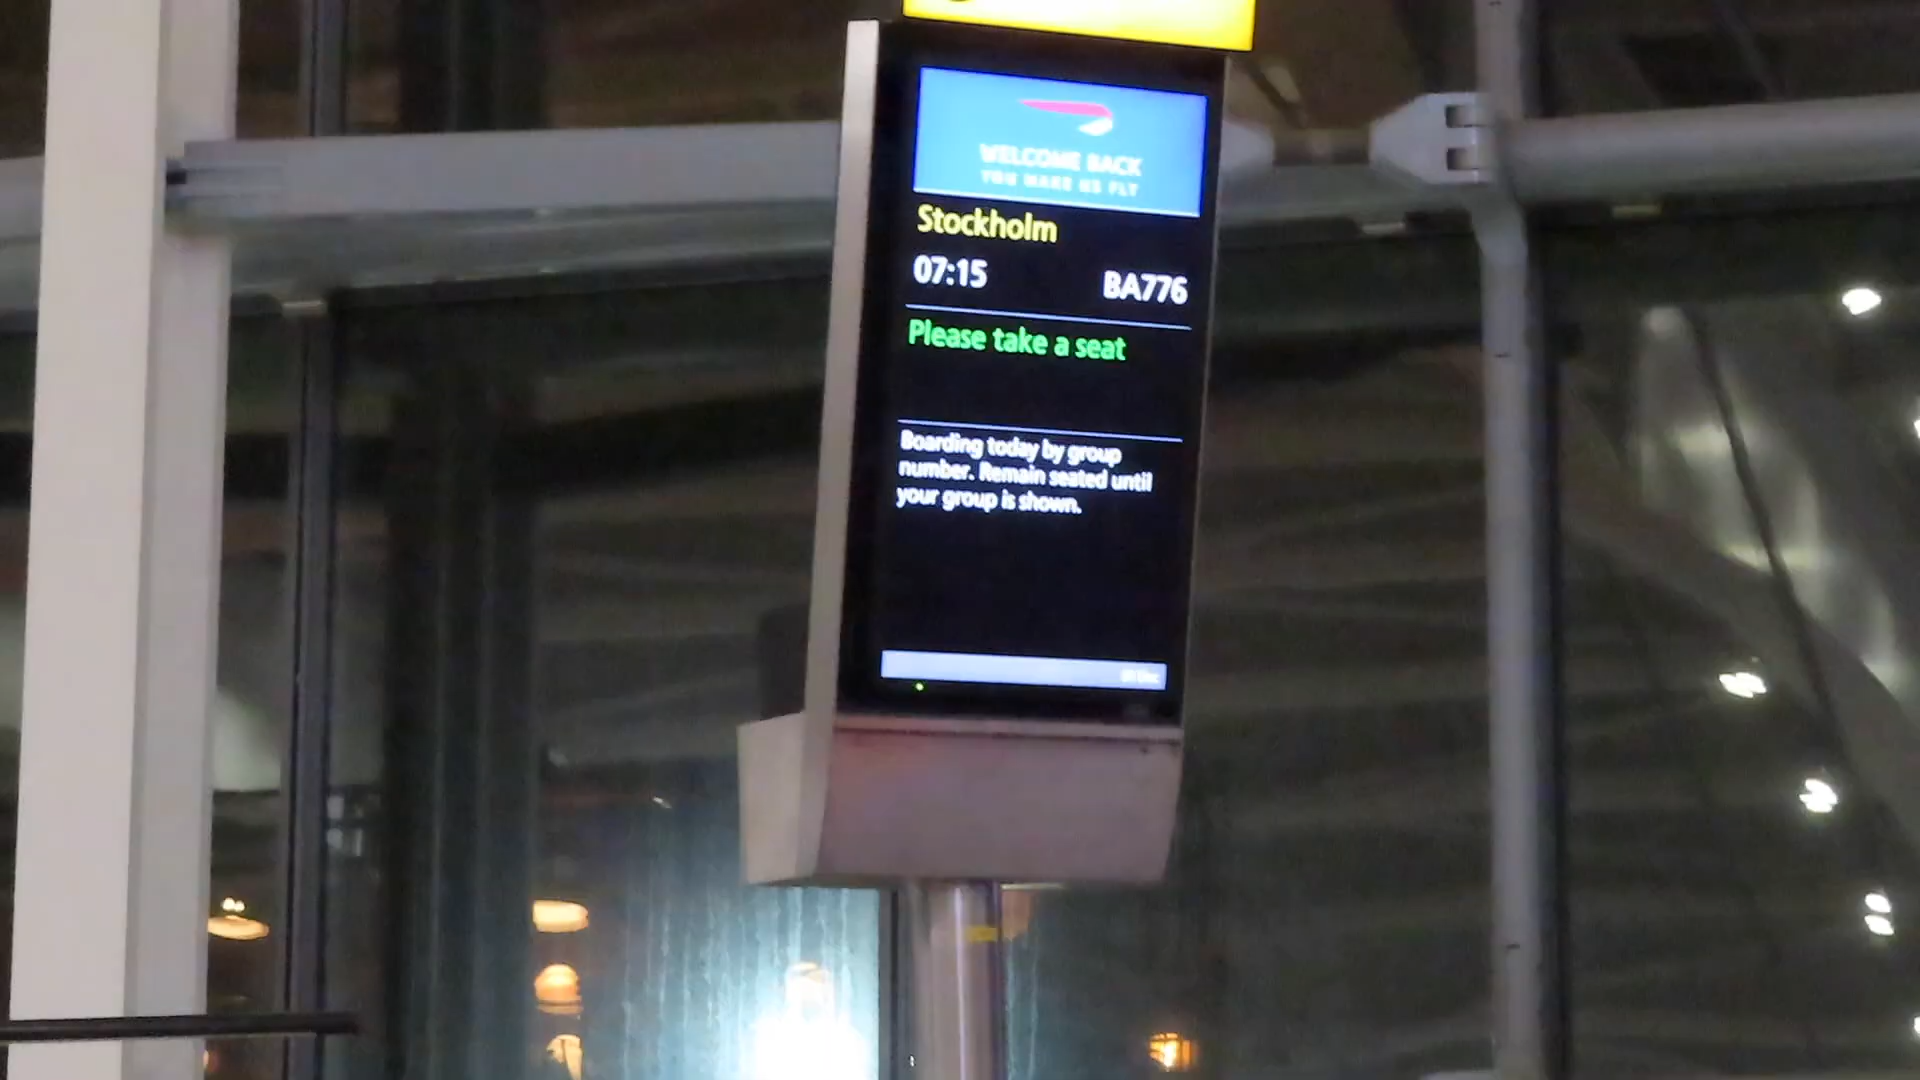 WELCOME BACK
YOU MAKE US FLY
Stockholm
07:15 BA776
Please take a seat
Boarding today by group
number. Remain seated until
your group is shown.